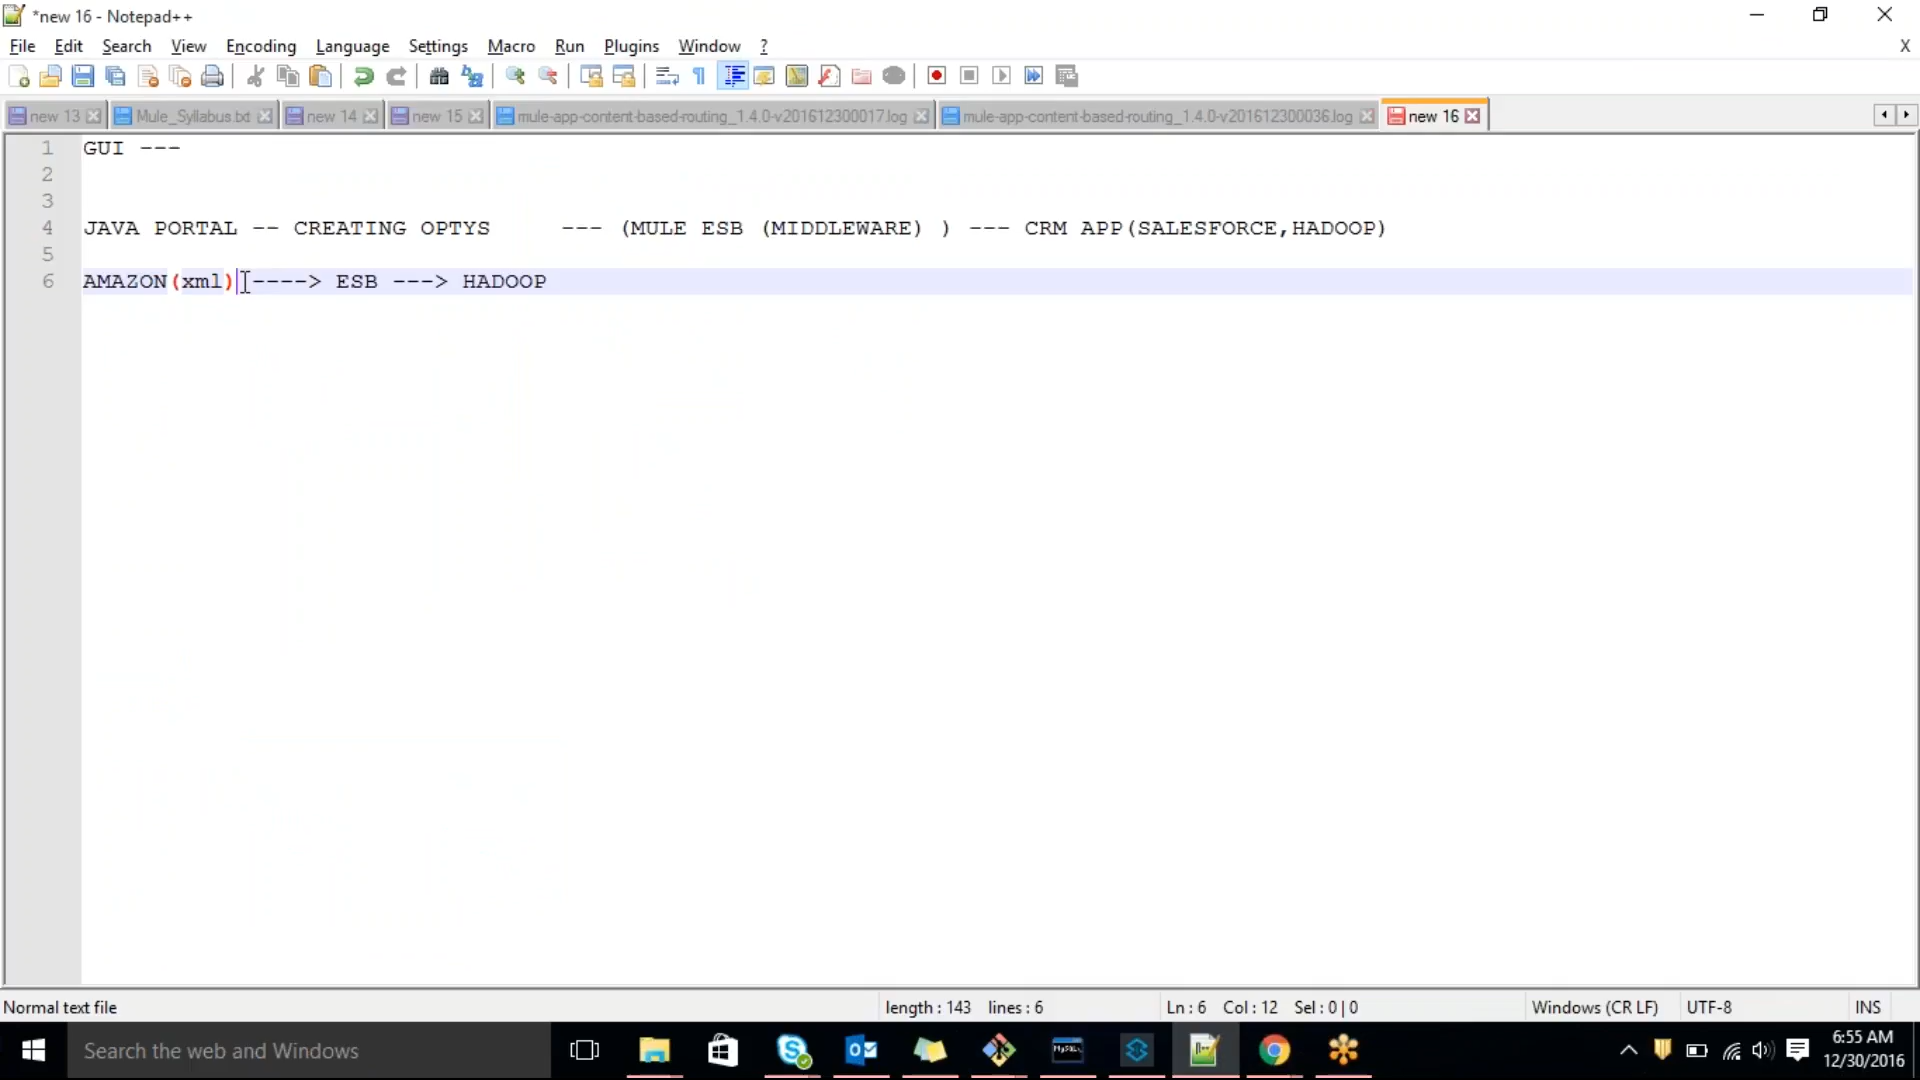 *new 16 - Notepad++
File Edit Search View Encoding Language Settings Macro Run Plugins Window ? X
new 13 Mule_Syllabus.txt new 14 new 15 mule-app-content-based-routing_1.4.0-v201612300017.log mule-app-content-based-routing_1.4.0-v201612300036.log new 16
1 GUI ---
2
3
4 JAVA PORTAL -- CREATING OPTYS --- (MULE ESB (MIDDLEWARE) ) --- CRM APP(SALESFORCE,HADOOP)
5
6 AMAZON(xml) ----> ESB ---> HADOOP
Normal text file length : 143 lines : 6 Ln : 6 Col : 12 Sel : 0 | 0 Windows (CR LF) UTF-8 INS
Search the web and Windows
6:55 AM
12/30/2016